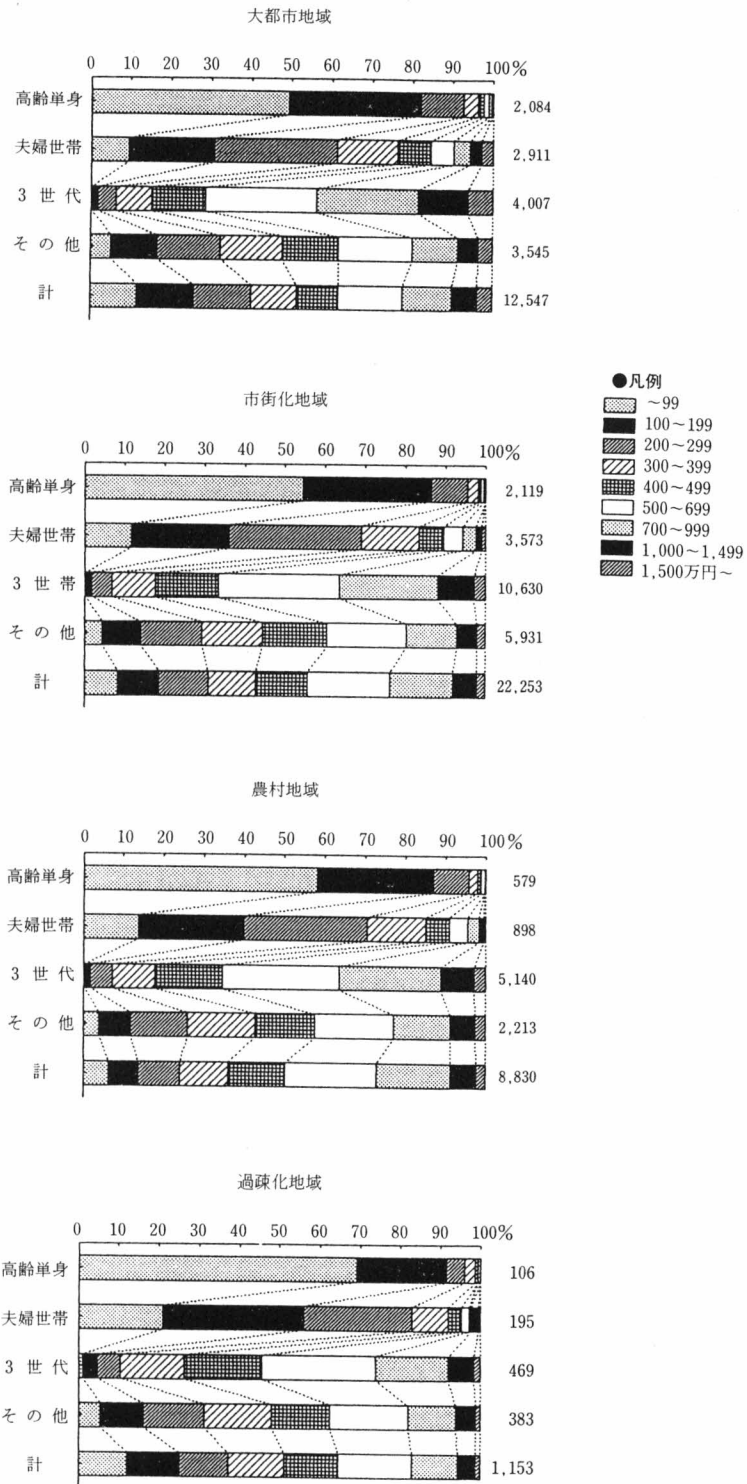 大都市地域
0 10 20 30 40 50 60 70 80 90 100%
高齢単身 2,084
夫婦世帯 2,911
3世代 4,007
その他 3,545
計 12,547
市街化地域
0 10 20 30 40 50 60 70 80 90 100%
高齢単身 2,119
夫婦世帯 3,573
3世帯 10,630
その他 5,931
計 22,253
●凡例
～99
100～199
200～299
300～399
400～499
500～699
700～999
1,000～1,499
1,500万円～
農村地域
0 10 20 30 40 50 60 70 80 90 100%
高齢単身 579
夫婦世帯 898
3世代 5,140
その他 2,213
計 8,830
過疎化地域
0 10 20 30 40 50 60 70 80 90 100%
高齢単身 106
夫婦世帯 195
3世代 469
その他 383
計 1,153